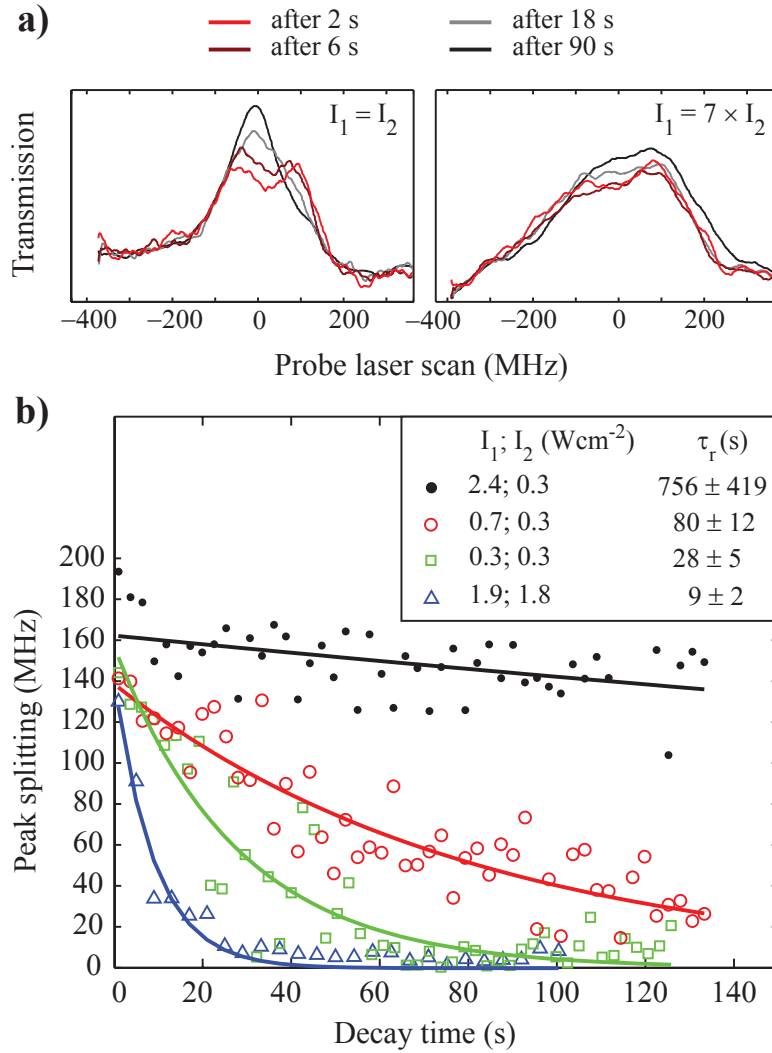 a)
after 2 s
after 18 s
after 6 s
after 90 s
I₁ = I₂
I₁ = 7 × I₂
Transmission
−400 −200 0 200
−400 −200 0 200
Probe laser scan (MHz)
b)
I₁; I₂ (Wcm⁻²) τᵣ (s)
2.4; 0.3 756 ± 419
0.7; 0.3 80 ± 12
0.3; 0.3 28 ± 5
1.9; 1.8 9 ± 2
Peak splitting (MHz)
200
180
160
140
120
100
80
60
40
20
0
0 20 40 60 80 100 120 140
Decay time (s)